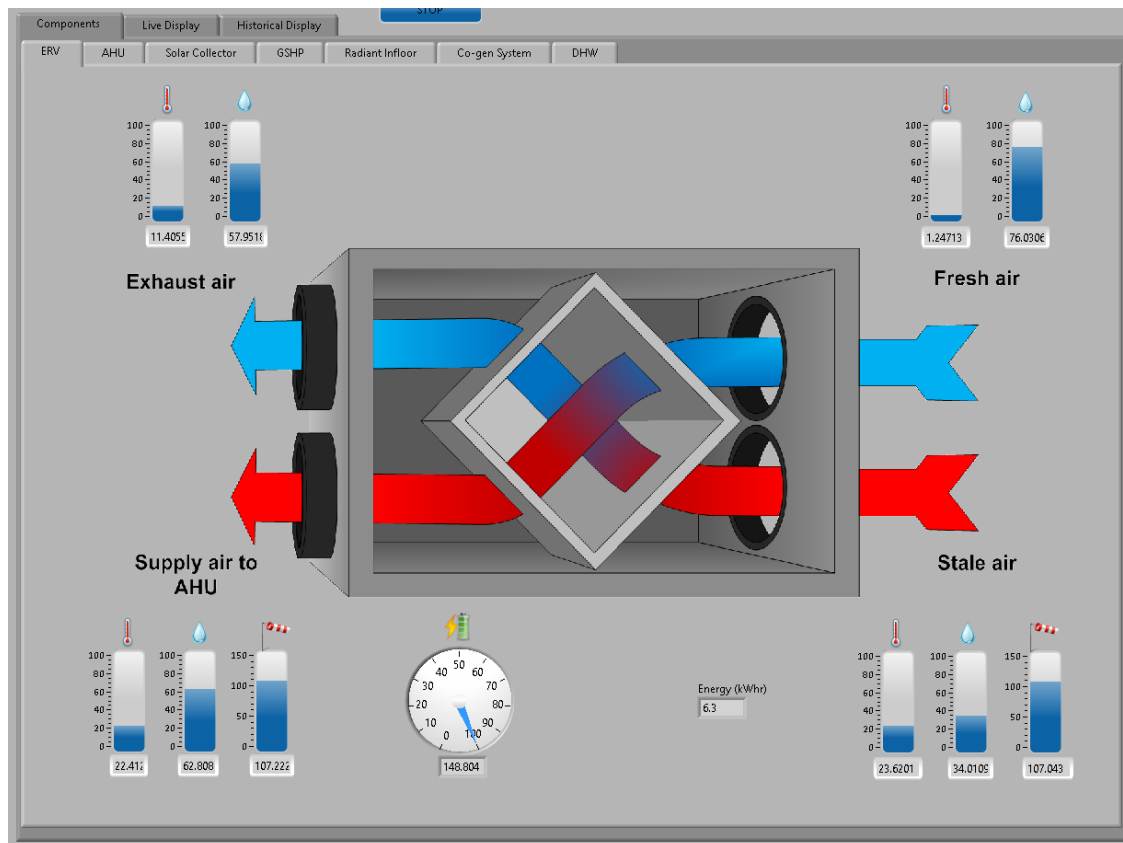 STOP
Components Live Display Historical Display
ERV AHU Solar Collector GSHP Radiant Infloor Co-gen System DHW
100 100 100 100
80 80 80 80
60 60 60 60
40 40 40 40
20 20 20 20
0 0 0 0
11.4055 57.9518 1.24713 76.0306
Exhaust air Fresh air
Supply air to
AHU
Stale air
100 100 150
80 80
60 60 100
40 40
20 20 50
0 0 0
22.412 62.808 107.222
0 10 20 30 40 50 60 70 80 90 100
148.804
Energy (kWhr)
6.3
100 100 150
80 80
60 60 100
40 40
20 20 50
0 0 0
23.6201 34.0109 107.043